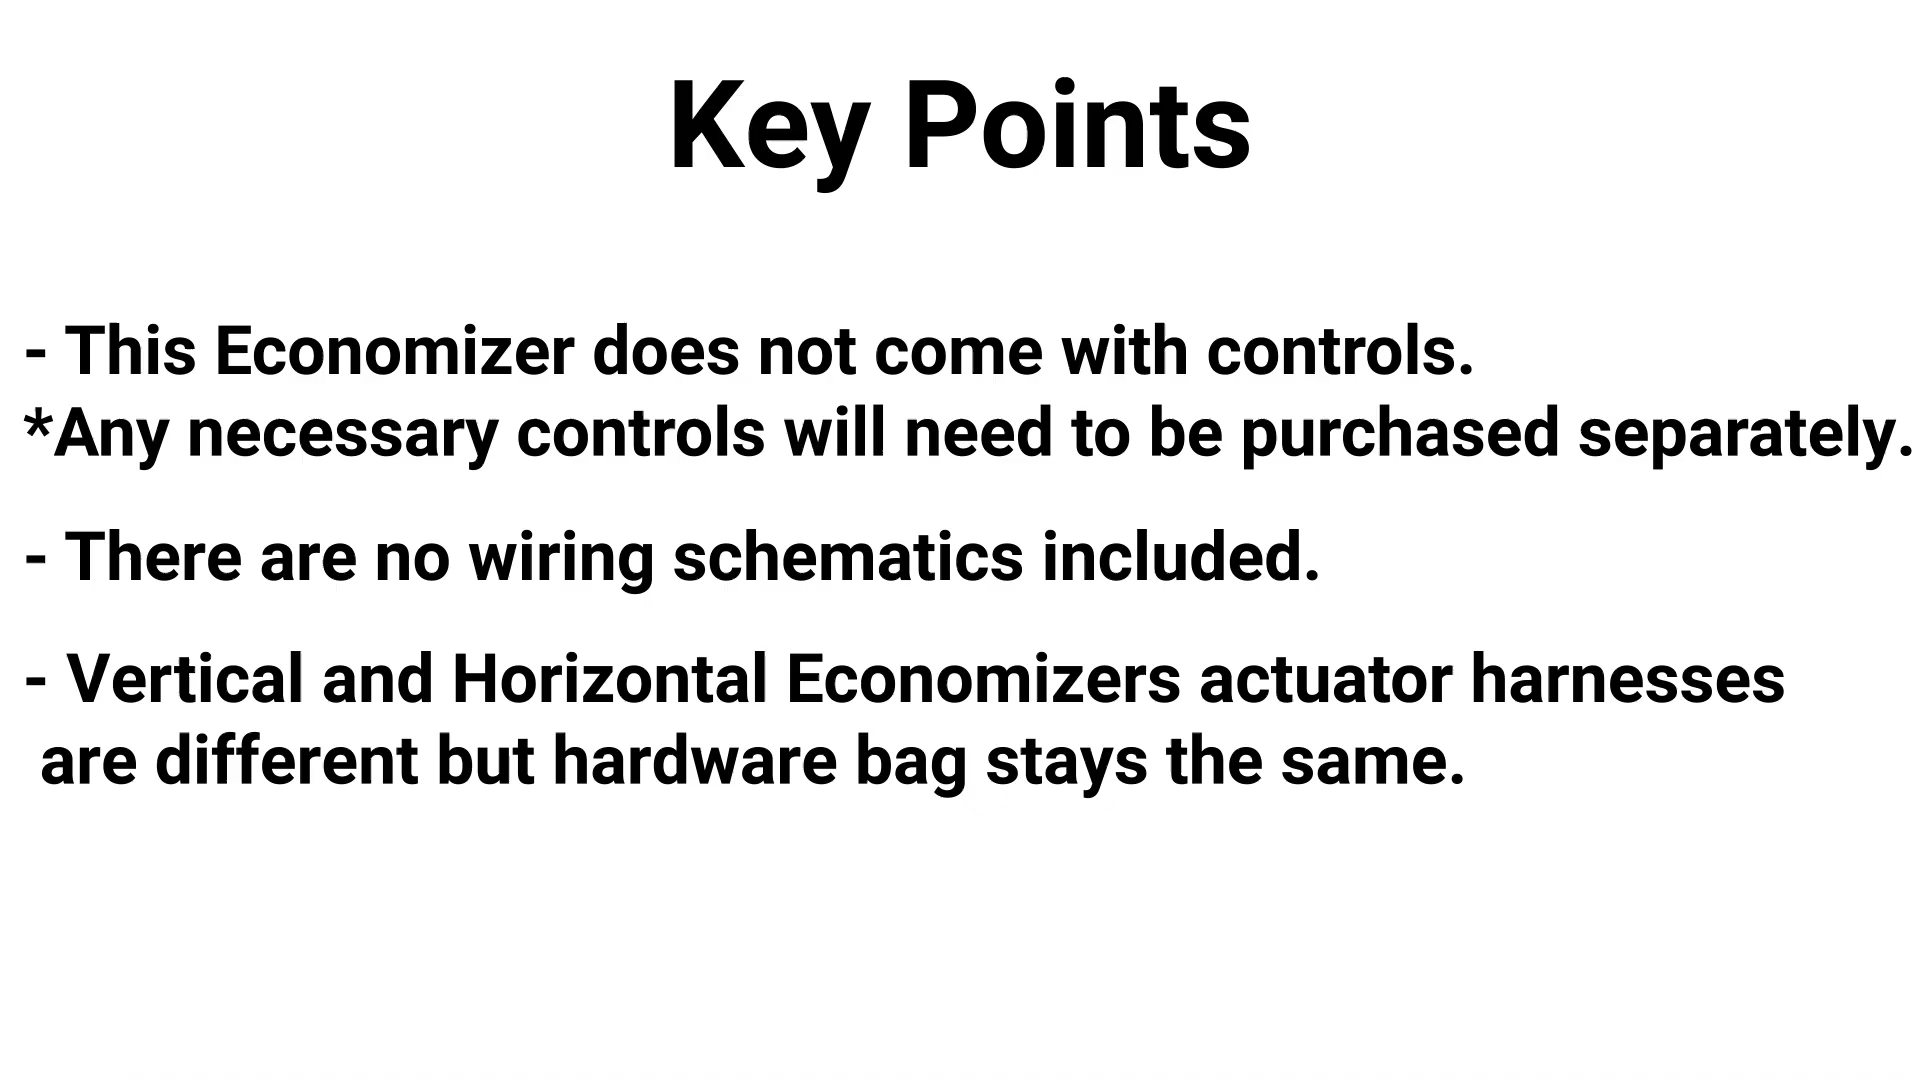 Key Points
- This Economizer does not come with controls.
*Any necessary controls will need to be purchased separately.
- There are no wiring schematics included.
- Vertical and Horizontal Economizers actuator harnesses
are different but hardware bag stays the same.